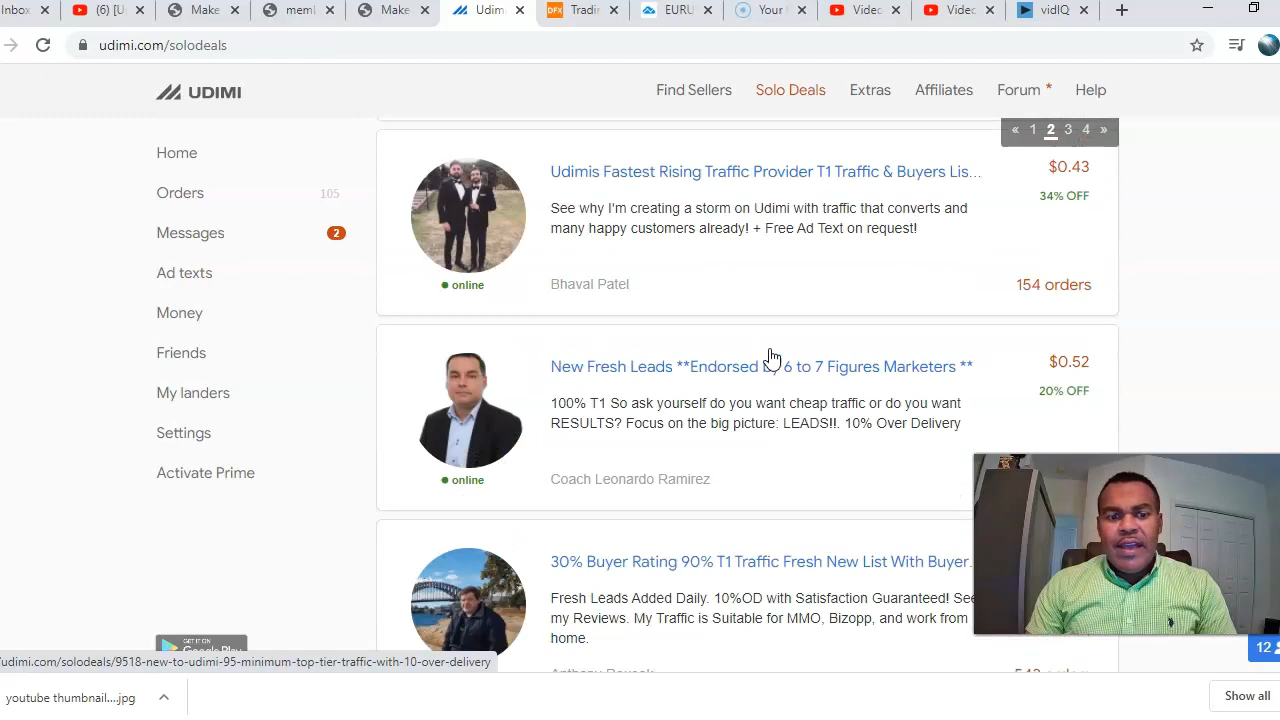 Inbox
(6) [U
Make
meml
Make
Udim
DFX
Tradin
EURU
Your
Videc
Videc
vidIQ
udimi.com/solodeals
UDIMI
Find Sellers
Solo Deals
Extras
Affiliates
Forum *
Help
« 1 2 3 4 »
Home
Orders 105
Messages 2
Ad texts
Money
Friends
My landers
Settings
Activate Prime
GET IT ON
Google Play
Udimis Fastest Rising Traffic Provider T1 Traffic & Buyers Lis...
$0.43
34% OFF
See why I'm creating a storm on Udimi with traffic that converts and
many happy customers already! + Free Ad Text on request!
online
Bhaval Patel
154 orders
New Fresh Leads **Endorsed by 6 to 7 Figures Marketers **
$0.52
20% OFF
100% T1 So ask yourself do you want cheap traffic or do you want
RESULTS? Focus on the big picture: LEADS!!. 10% Over Delivery
online
Coach Leonardo Ramirez
30% Buyer Rating 90% T1 Traffic Fresh New List With Buyer.
Fresh Leads Added Daily. 10%OD with Satisfaction Guaranteed! See
my Reviews. My Traffic is Suitable for MMO, Bizopp, and work from
home.
12
/udimi.com/solodeals/9518-new-to-udimi-95-minimum-top-tier-traffic-with-10-over-delivery
youtube thumbnail....jpg
Show all